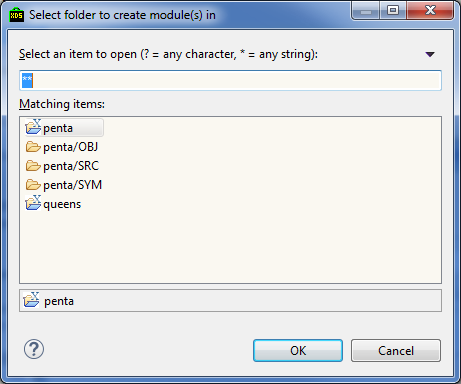 XDS
Select folder to create module(s) in
Select an item to open (? = any character, * = any string):
**
Matching items:
penta
penta/OBJ
penta/SRC
penta/SYM
queens
penta
?
OK
Cancel